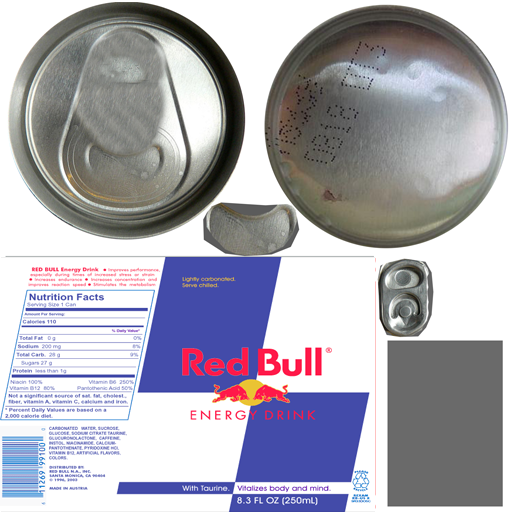 RED BULL Energy Drink ● Improves performance,
especially during times of increased stress or strain
● Increases endurance ● Increases concentration and
improves reaction speed ● Stimulates the metabolism
Lightly carbonated.
Serve chilled.
Nutrition Facts
Serving Size 1 Can
Amount Per Serving:
Calories 110
% Daily Value*
Total Fat 0 g 0%
Sodium 200 mg 8%
Total Carb. 28 g 9%
Sugars 27 g
Protein less than 1g
Niacin 100% Vitamin B6 250%
Vitamin B12 80% Pantothenic Acid 50%
Not a significant source of sat. fat, cholest.,
fiber, vitamin A, vitamin C, calcium and iron.
* Percent Daily Values are based on a
2,000 calorie diet.
Red Bull®
ENERGY DRINK
CARBONATED WATER, SUCROSE,
GLUCOSE, SODIUM CITRATE TAURINE,
GLUCURONOLACTONE, CAFFEINE,
INSTOL, NIACINAMIDE, CALCIUM-
PANTOTHENATE, PYRIDOXINE HCL
VITAMIN B12, ARTIFICIAL FLAVORS,
COLORS.
DISTRIBUTED BY:
RED BULL N.A., INC.
SANTA MONICA, CA 90404
© 1996, 2002
MADE IN AUSTRIA
11269 99100
With Taurine. Vitalizes body and mind.
8.3 FL OZ (250mL)